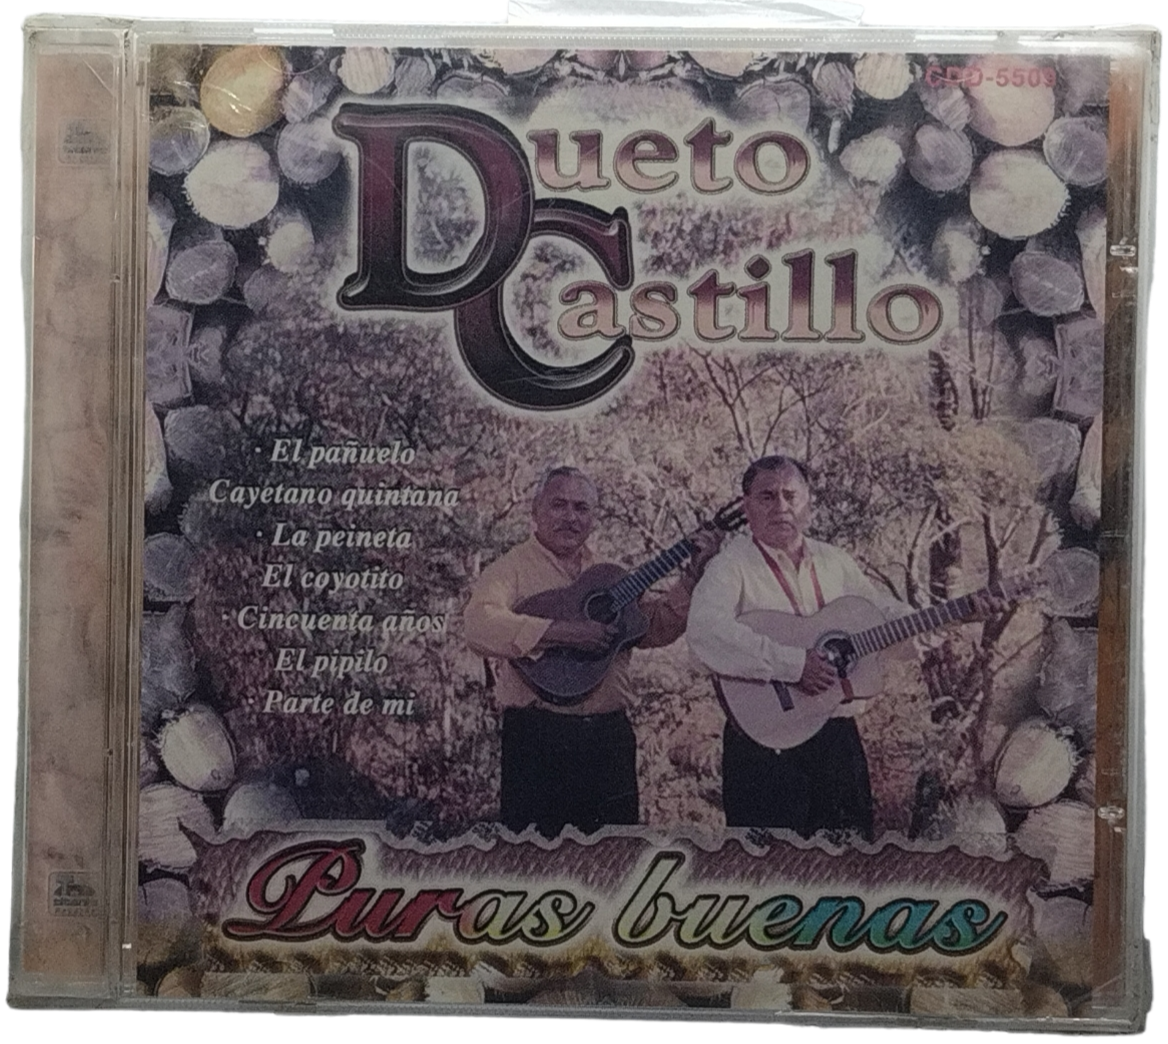 CDD-5503
Dueto
Castillo
· El pañuelo
Cayetano quintana
· La peineta
El coyotito
· Cincuenta años
El pipilo
· Parte de mi
Puras buenas